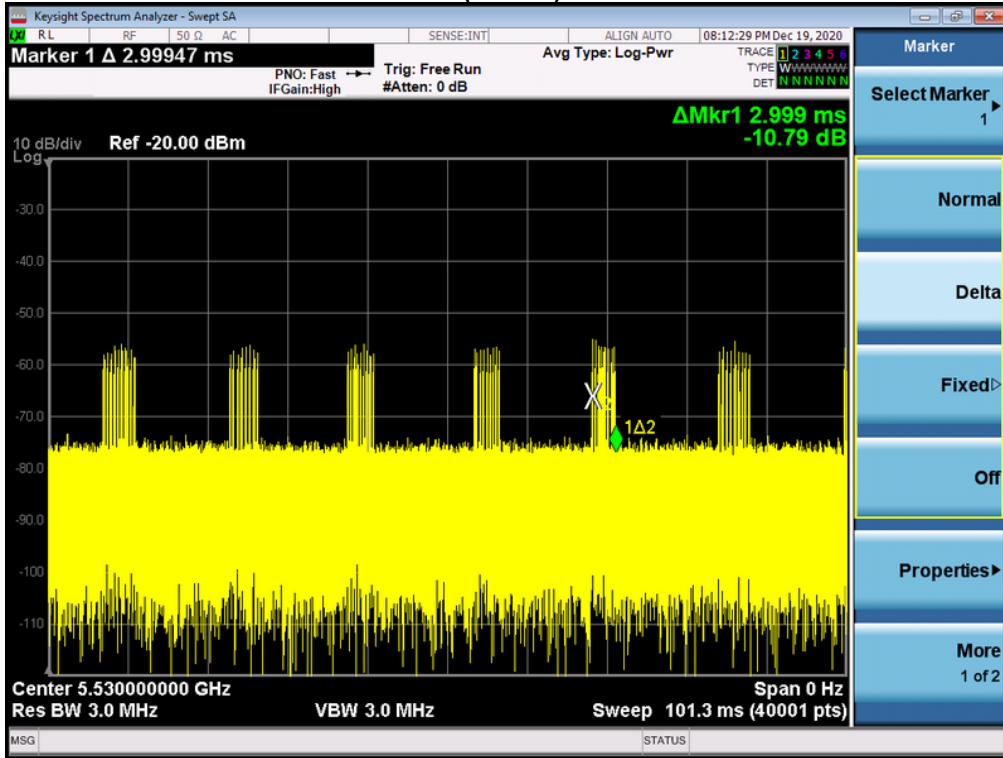 Keysight Spectrum Analyzer - Swept SA
LXI RL RF 50 Ω AC SENSE:INT ALIGN AUTO 08:12:29 PM Dec 19, 2020
Marker 1 Δ 2.99947 ms
PNO: Fast
IFGain:High
Trig: Free Run
#Atten: 0 dB
Avg Type: Log-Pwr
TRACE 1 2 3 4 5 6
TYPE WWWWWW
DET N N N N N N
ΔMkr1 2.999 ms
-10.79 dB
10 dB/div Ref -20.00 dBm
Log
-30.0
-40.0
-50.0
-60.0
-70.0
-80.0
-90.0
-100
-110
X2
1Δ2
Center 5.530000000 GHz Span 0 Hz
Res BW 3.0 MHz VBW 3.0 MHz Sweep 101.3 ms (40001 pts)
MSG STATUS
Marker
Select Marker
1
Normal
Delta
Fixed
Off
Properties
More
1 of 2